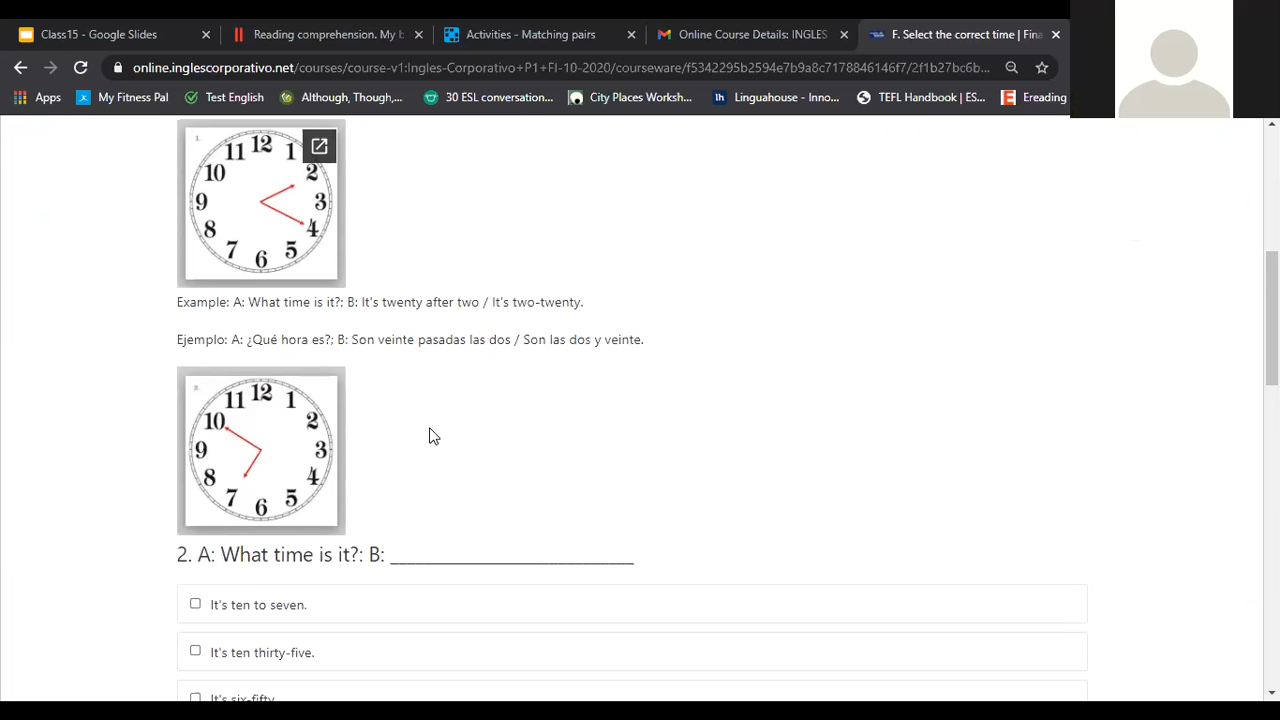 Class15 - Google Slides
Reading comprehension. My b
Activities - Matching pairs
Online Course Details: INGLES
F. Select the correct time | Fina
online.inglescorporativo.net/courses/course-v1:Ingles-Corporativo+P1+FI-10-2020/courseware/f5342295b2594e7b9a8c7178846146f7/2f1b27bc6b...
Apps
My Fitness Pal
Test English
Although, Though,...
30 ESL conversation...
City Places Worksh...
Linguahouse - Inno...
TEFL Handbook | ES...
Ereading
1.
12
11 1
10 2
9 3
8 4
7 5
6
Example: A: What time is it?; B: It's twenty after two / It's two-twenty.
Ejemplo: A: ¿Qué hora es?; B: Son veinte pasadas las dos / Son las dos y veinte.
2.
12
11 1
10 2
9 3
8 4
7 5
6
2. A: What time is it?: B: ___________________________
It's ten to seven.
It's ten thirty-five.
It's six-fifty.